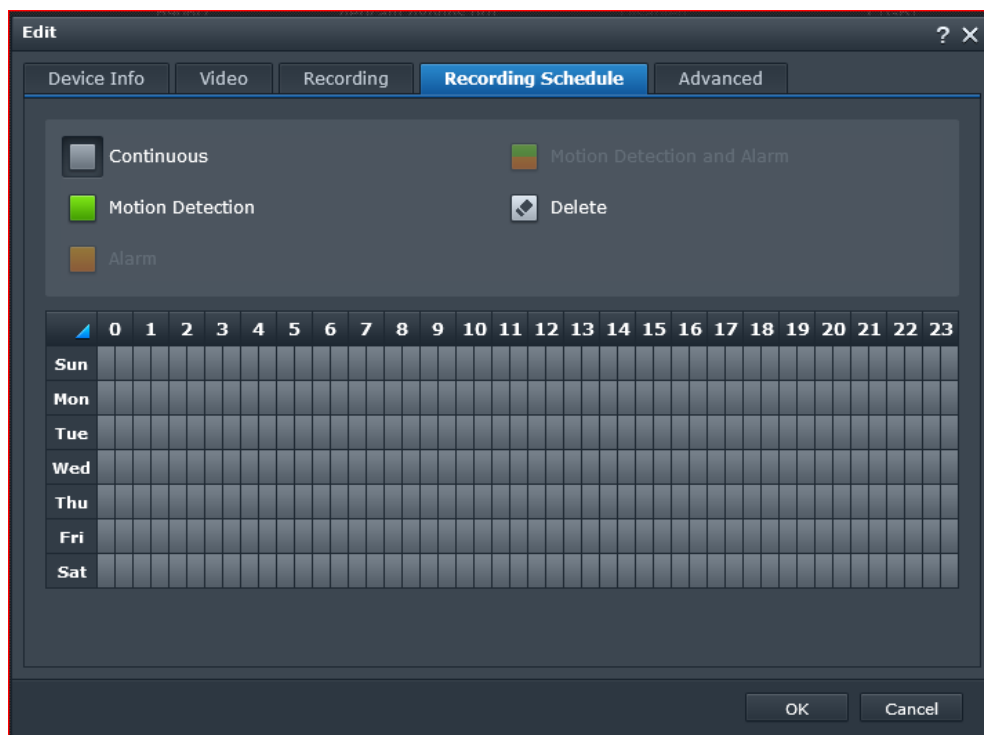 Edit ? ×
Device Info Video Recording Recording Schedule Advanced
Continuous Motion Detection and Alarm
Motion Detection Delete
Alarm
0 1 2 3 4 5 6 7 8 9 10 11 12 13 14 15 16 17 18 19 20 21 22 23
Sun
Mon
Tue
Wed
Thu
Fri
Sat
OK Cancel